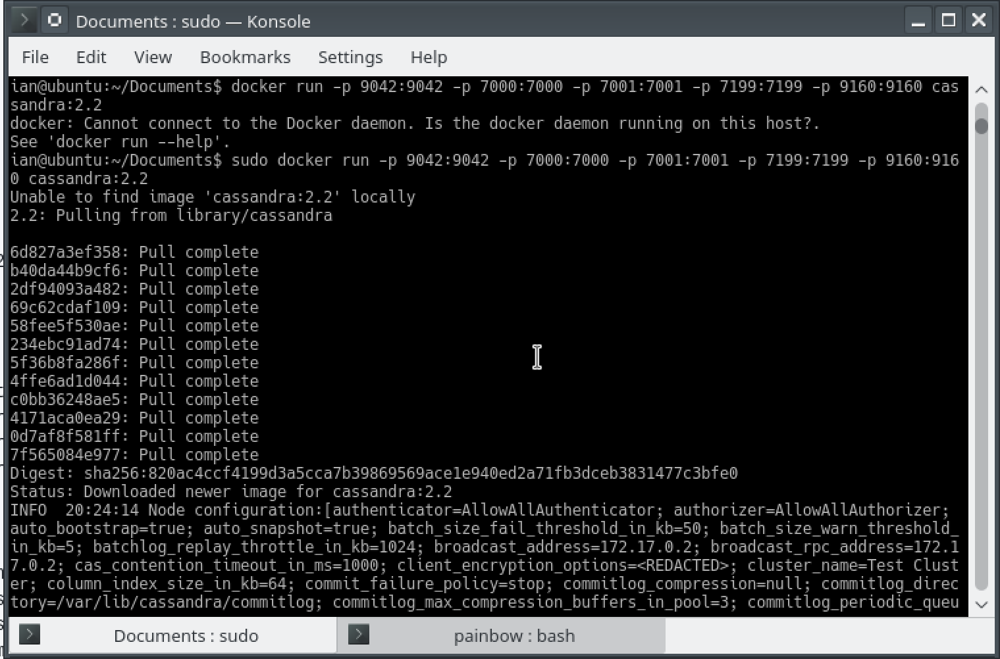 Documents : sudo — Konsole
File Edit View Bookmarks Settings Help
ian@ubuntu:~/Documents$ docker run -p 9042:9042 -p 7000:7000 -p 7001:7001 -p 7199:7199 -p 9160:9160 cas
sandra:2.2
docker: Cannot connect to the Docker daemon. Is the docker daemon running on this host?.
See 'docker run --help'.
ian@ubuntu:~/Documents$ sudo docker run -p 9042:9042 -p 7000:7000 -p 7001:7001 -p 7199:7199 -p 9160:916
0 cassandra:2.2
Unable to find image 'cassandra:2.2' locally
2.2: Pulling from library/cassandra
6d827a3ef358: Pull complete
b40da44b9cf6: Pull complete
2df94093a482: Pull complete
69c62cdaf109: Pull complete
58fee5f530ae: Pull complete
234ebc91ad74: Pull complete
5f36b8fa286f: Pull complete
4ffe6ad1d044: Pull complete
c0bb36248ae5: Pull complete
4171aca0ea29: Pull complete
0d7af8f581ff: Pull complete
7f565084e977: Pull complete
Digest: sha256:820ac4ccf4199d3a5cca7b39869569ace1e940ed2a71fb3dceb3831477c3bfe0
Status: Downloaded newer image for cassandra:2.2
INFO  20:24:14 Node configuration:[authenticator=AllowAllAuthenticator; authorizer=AllowAllAuthorizer;
auto_bootstrap=true; auto_snapshot=true; batch_size_fail_threshold_in_kb=50; batch_size_warn_threshold_
in_kb=5; batchlog_replay_throttle_in_kb=1024; broadcast_address=172.17.0.2; broadcast_rpc_address=172.1
7.0.2; cas_contention_timeout_in_ms=1000; client_encryption_options=<REDACTED>; cluster_name=Test Clust
er; column_index_size_in_kb=64; commit_failure_policy=stop; commitlog_compression=null; commitlog_direc
tory=/var/lib/cassandra/commitlog; commitlog_max_compression_buffers_in_pool=3; commitlog_periodic_queu
Documents : sudo
painbow : bash